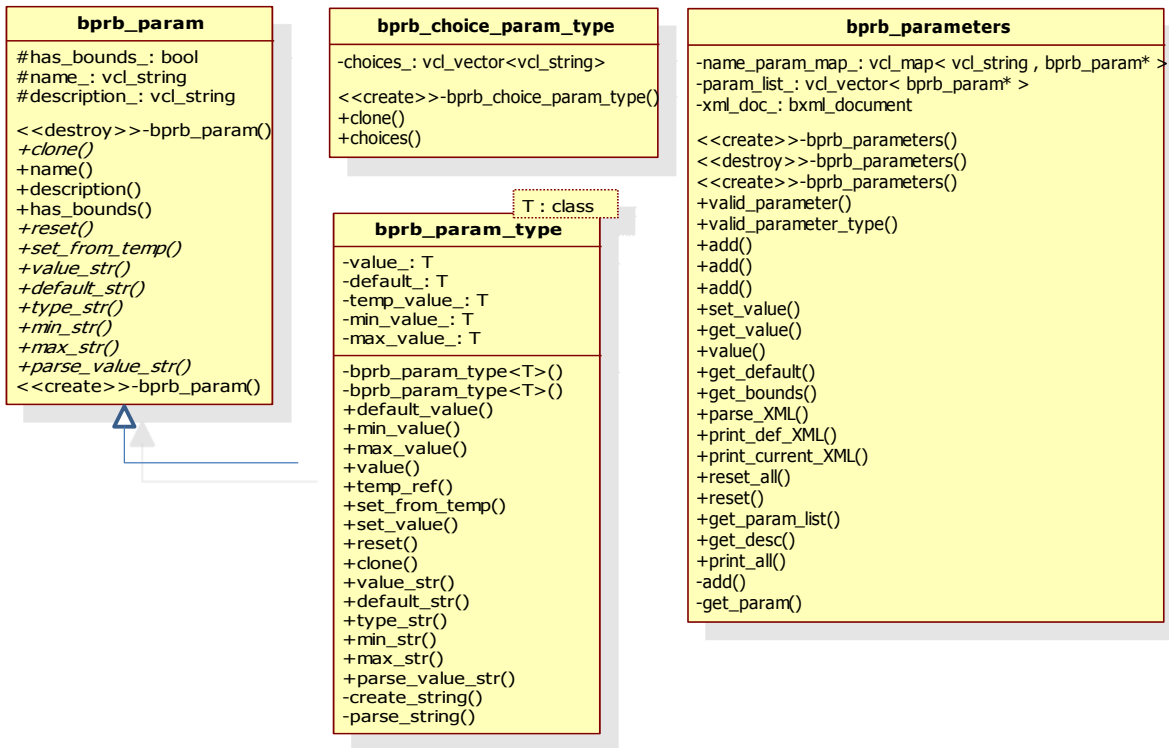 bprb_param
#has_bounds_: bool
#name_: vcl_string
#description_: vcl_string
<<destroy>>-bprb_param()
+clone()
+name()
+description()
+has_bounds()
+reset()
+set_from_temp()
+value_str()
+default_str()
+type_str()
+min_str()
+max_str()
+parse_value_str()
<<create>>-bprb_param()
bprb_choice_param_type
-choices_: vcl_vector<vcl_string>
<<create>>-bprb_choice_param_type()
+clone()
+choices()
T : class
bprb_param_type
-value_: T
-default_: T
-temp_value_: T
-min_value_: T
-max_value_: T
-bprb_param_type<T>()
-bprb_param_type<T>()
+default_value()
+min_value()
+max_value()
+value()
+temp_ref()
+set_from_temp()
+set_value()
+reset()
+clone()
+value_str()
+default_str()
+type_str()
+min_str()
+max_str()
+parse_value_str()
-create_string()
-parse_string()
bprb_parameters
-name_param_map_: vcl_map< vcl_string , bprb_param* >
-param_list_: vcl_vector< bprb_param* >
-xml_doc_: bxml_document
<<create>>-bprb_parameters()
<<destroy>>-bprb_parameters()
<<create>>-bprb_parameters()
+valid_parameter()
+valid_parameter_type()
+add()
+add()
+add()
+set_value()
+get_value()
+value()
+get_default()
+get_bounds()
+parse_XML()
+print_def_XML()
+print_current_XML()
+reset_all()
+reset()
+get_param_list()
+get_desc()
+print_all()
-add()
-get_param()